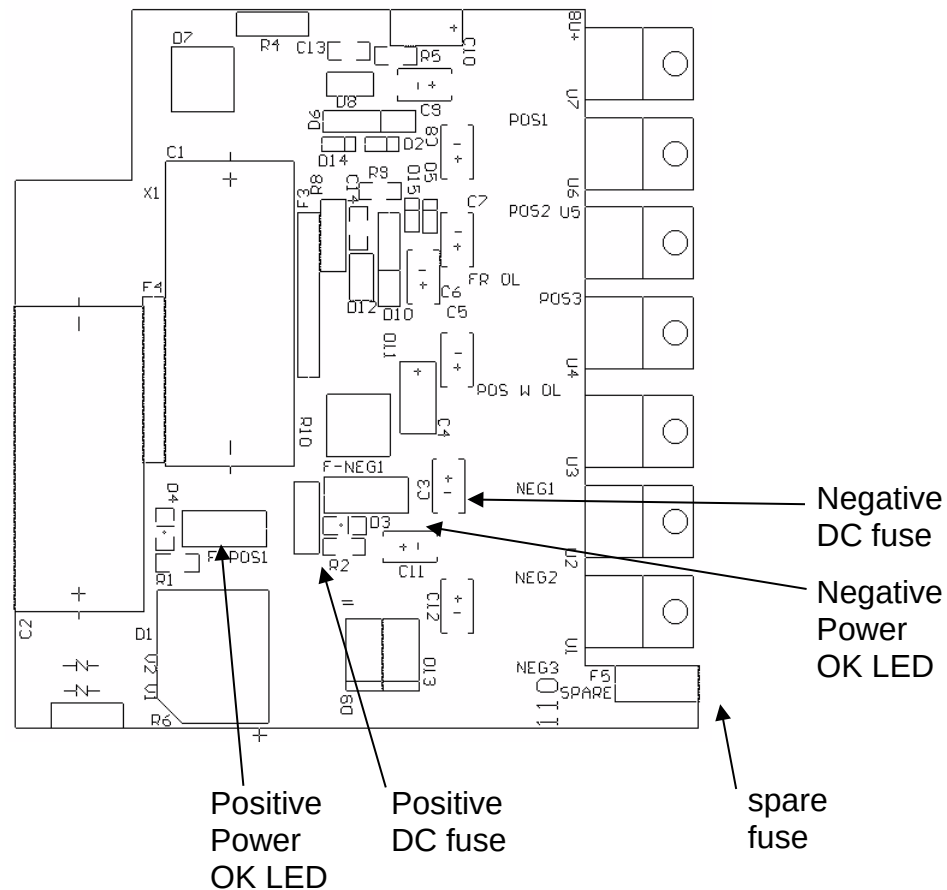 R4
C13
R5
C10
BU+
D7
D8
C9
U7
D6
POS1
C8
D14
D2
C1
R9
D15
D5
U6
X1
R8
C14
F3
C7
POS2
U5
FR OL
F4
C6
POS3
D12
D10
C5
D11
U4
POS W OL
C4
R10
U3
F-NEG1
C3
NEG1
Negative
DC fuse
D4
D3
F-POS1
R1
R2
C11
U2
NEG2
Negative
Power
OK LED
C12
C2
D1
U1
V2
V1
D13
NEG3
F5
SPARE
D9
110
R6
Positive
Power
OK LED
Positive
DC fuse
spare
fuse